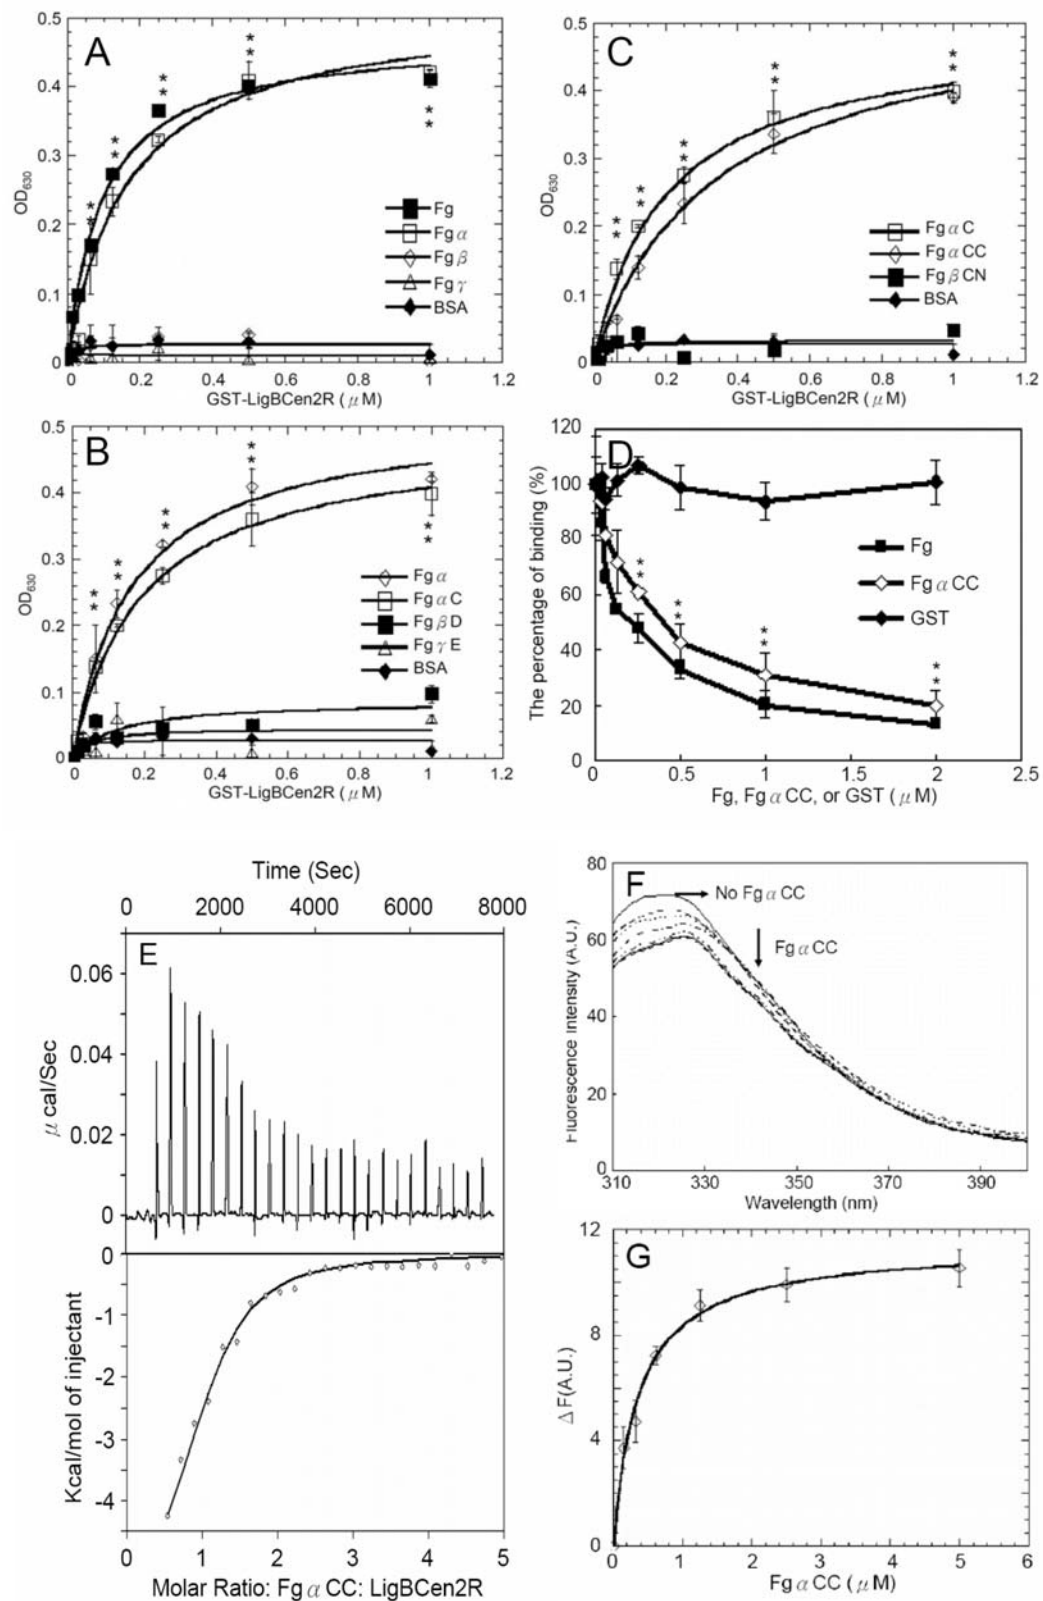 A
OD630
0.5
0.4
0.3
0.2
0.1
0
0 0.2 0.4 0.6 0.8 1 1.2
GST-LigBCen2R (μM)
** ** ** ** **
Fg
Fgα
Fgβ
Fgγ
BSA
C
OD630
0.5
0.4
0.3
0.2
0.1
0
0 0.2 0.4 0.6 0.8 1 1.2
GST-LigBCen2R (μM)
** ** ** ** **
FgαC
FgαCC
FgβCN
BSA
B
OD630
0.5
0.4
0.3
0.2
0.1
0
0 0.2 0.4 0.6 0.8 1 1.2
GST-LigBCen2R (μM)
** ** ** ** **
Fgα
FgαC
FgβD
FgγE
BSA
D
The percentage of binding (%)
120
100
80
60
40
20
0
0 0.5 1 1.5 2 2.5
Fg, FgαCC, or GST (μM)
** ** ** **
Fg
FgαCC
GST
Time (Sec)
0 2000 4000 6000 8000
E
μcal/Sec
0.06
0.04
0.02
0
Kcal/mol of injectant
0
-1
-2
-3
-4
0 1 2 3 4 5
Molar Ratio: FgαCC: LigBCen2R
F
No FgαCC
FgαCC
Fluorescence Intensity (A.U.)
80
60
40
20
0
310 330 350 370 390
Wavelength (nm)
G
△F(A.U.)
12
8
4
0
0 1 2 3 4 5 6
FgαCC (μM)